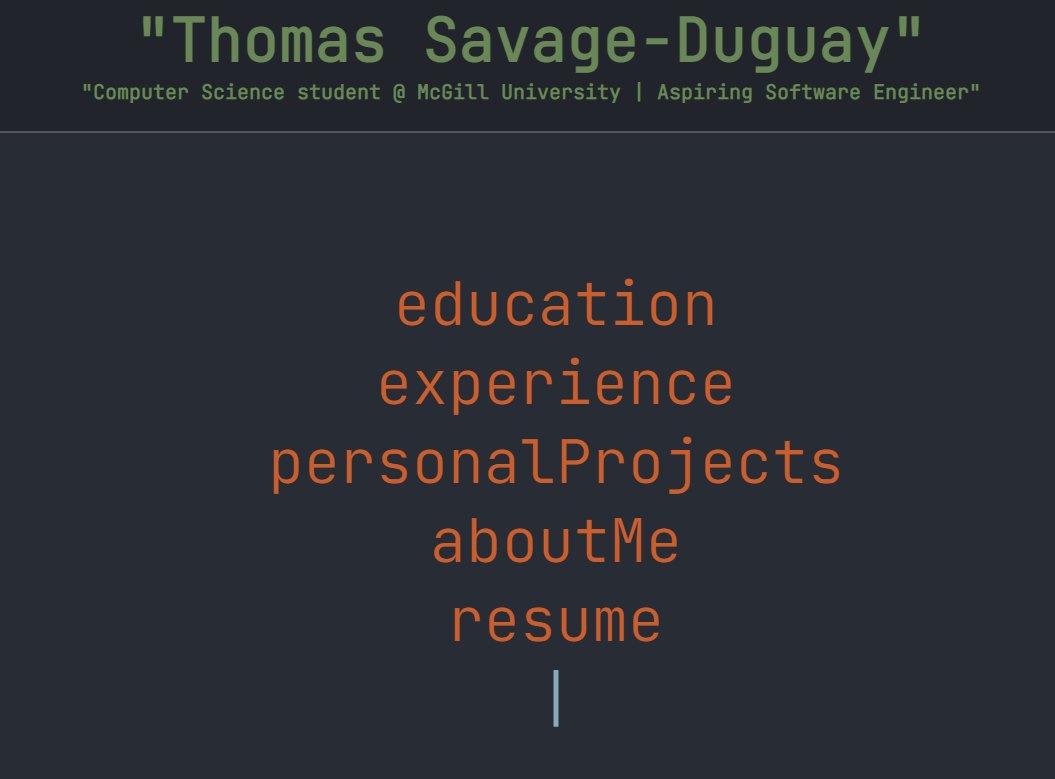 "Thomas Savage-Duguay"
"Computer Science student @ McGill University | Aspiring Software Engineer"
education
experience
personalProjects
aboutMe
resume
|